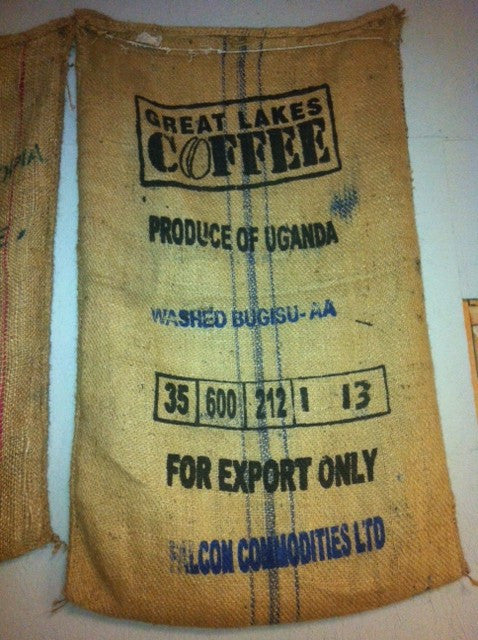 GREAT LAKES
COFFEE
PRODUCE OF UGANDA
WASHED BUGISU-AA
35 600 212 1 13
FOR EXPORT ONLY
FALCON COMMODITIES LTD